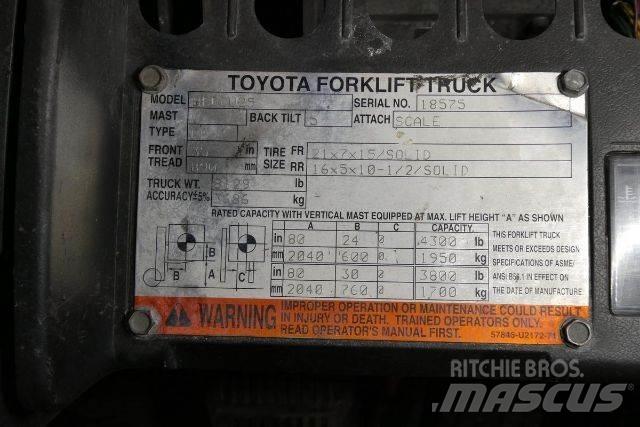 TOYOTA FORKLIFT TRUCK
MODEL SERIAL NO. 18575
MAST BACK TILT 5 ATTACH SCALE
TYPE
FRONT in TIRE FR 21x7x15/SOLID
TREAD mm SIZE RR 16x5x10-1/2/SOLID
TRUCK WT. lb
ACCURACY±5% kg
RATED CAPACITY WITH VERTICAL MAST EQUIPPED AT MAX. LIFT HEIGHT "A" AS SHOWN
A B C CAPACITY
in 80 24 0 4300 lb
mm 2040 600 0 1950 kg
in 80 30 0 3800 lb
mm 2040 760 0 1700 kg
B
A
B
C
THIS FORKLIFT TRUCK
MEETS OR EXCEEDS DESIGN
SPECIFICATIONS OF ASME/
ANSI B56.1 IN EFFECT ON
THE DATE OF MANUFACTURE
WARNING
IMPROPER OPERATION OR MAINTENANCE COULD RESULT
IN INJURY OR DEATH. TRAINED OPERATORS ONLY.
READ OPERATOR'S MANUAL FIRST.
57845-U2172-71
RITCHIE BROS.
MASCUS